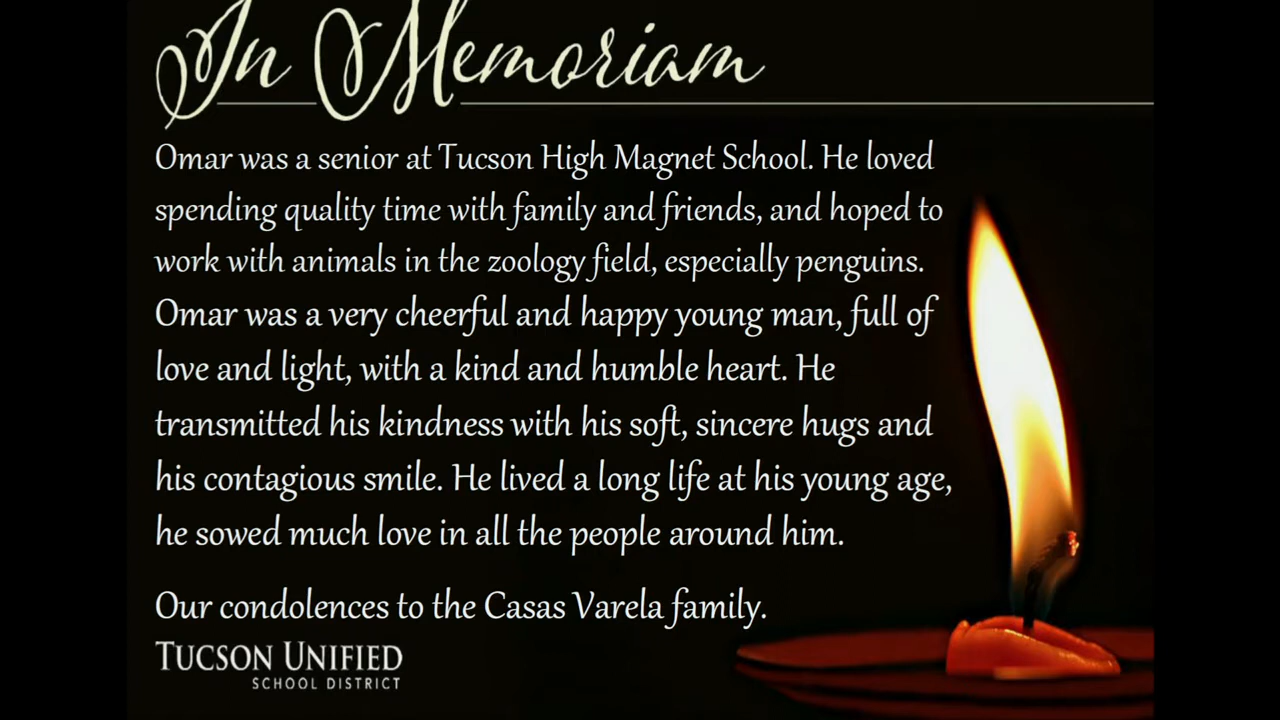 In Memoriam
Omar was a senior at Tucson High Magnet School. He loved
spending quality time with family and friends, and hoped to
work with animals in the zoology field, especially penguins.
Omar was a very cheerful and happy young man, full of
love and light, with a kind and humble heart. He
transmitted his kindness with his soft, sincere hugs and
his contagious smile. He lived a long life at his young age,
he sowed much love in all the people around him.
Our condolences to the Casas Varela family.
TUCSON UNIFIED
SCHOOL DISTRICT